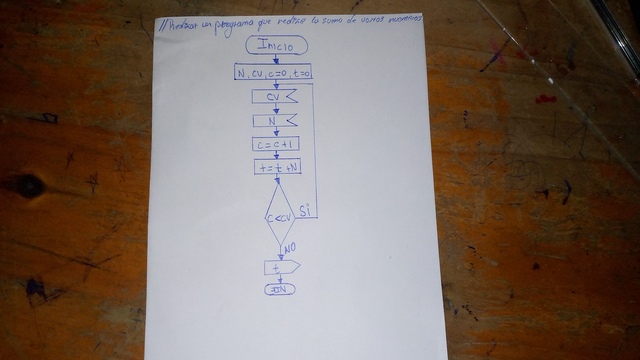 //Realizar un programa que realize la suma de varios numeros
Inicio
N, CV, C=0, t=0
CV
N
C=C+1
t=t+N
C<CV
Si
NO
t
FIN